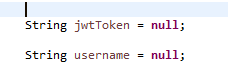 String jwtToken = null;
String username = null;